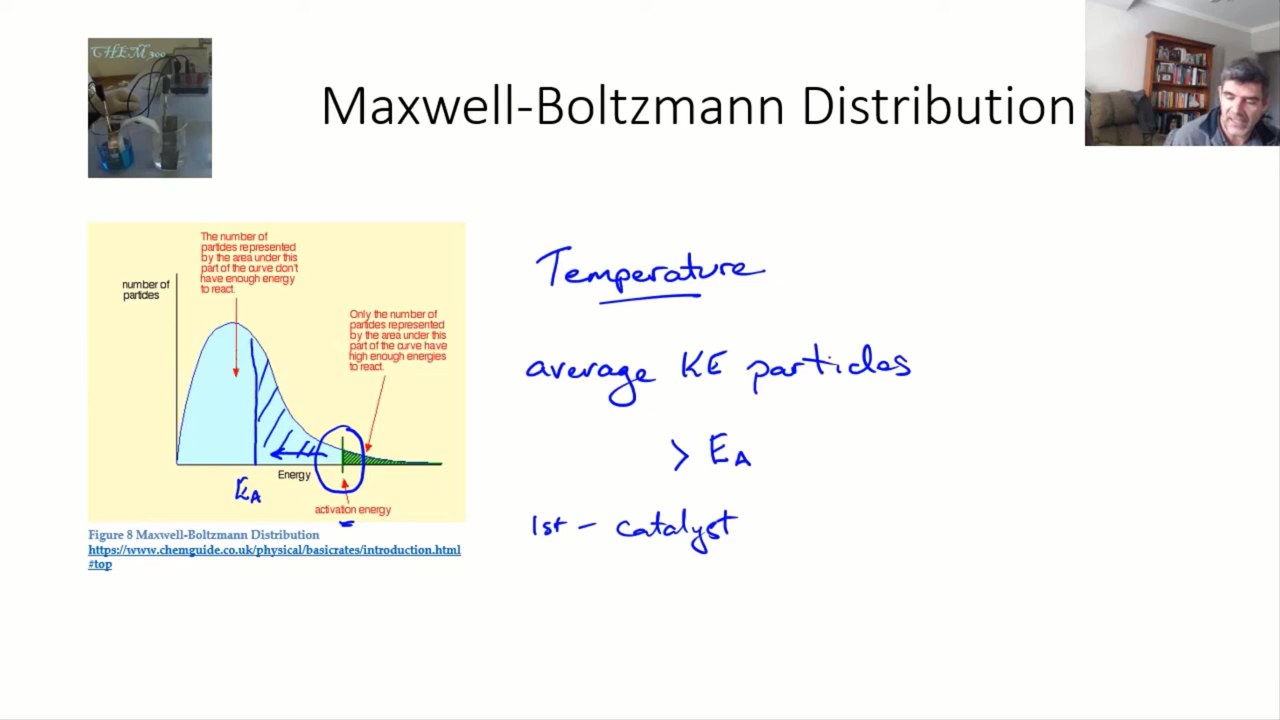 CHEM 300
Maxwell-Boltzmann Distribution
The number of
particles represented
by the area under this
part of the curve don't
have enough energy
to react.
number of
particles
Only the number of
particles represented
by the area under this
part of the curve have
high enough energies
to react.
Energy
EA
activation energy
Figure 8 Maxwell-Boltzmann Distribution
https://www.chemguide.co.uk/physical/basicrates/introduction.html
#top
Temperature
average KE particles
> EA
1st - catalyst